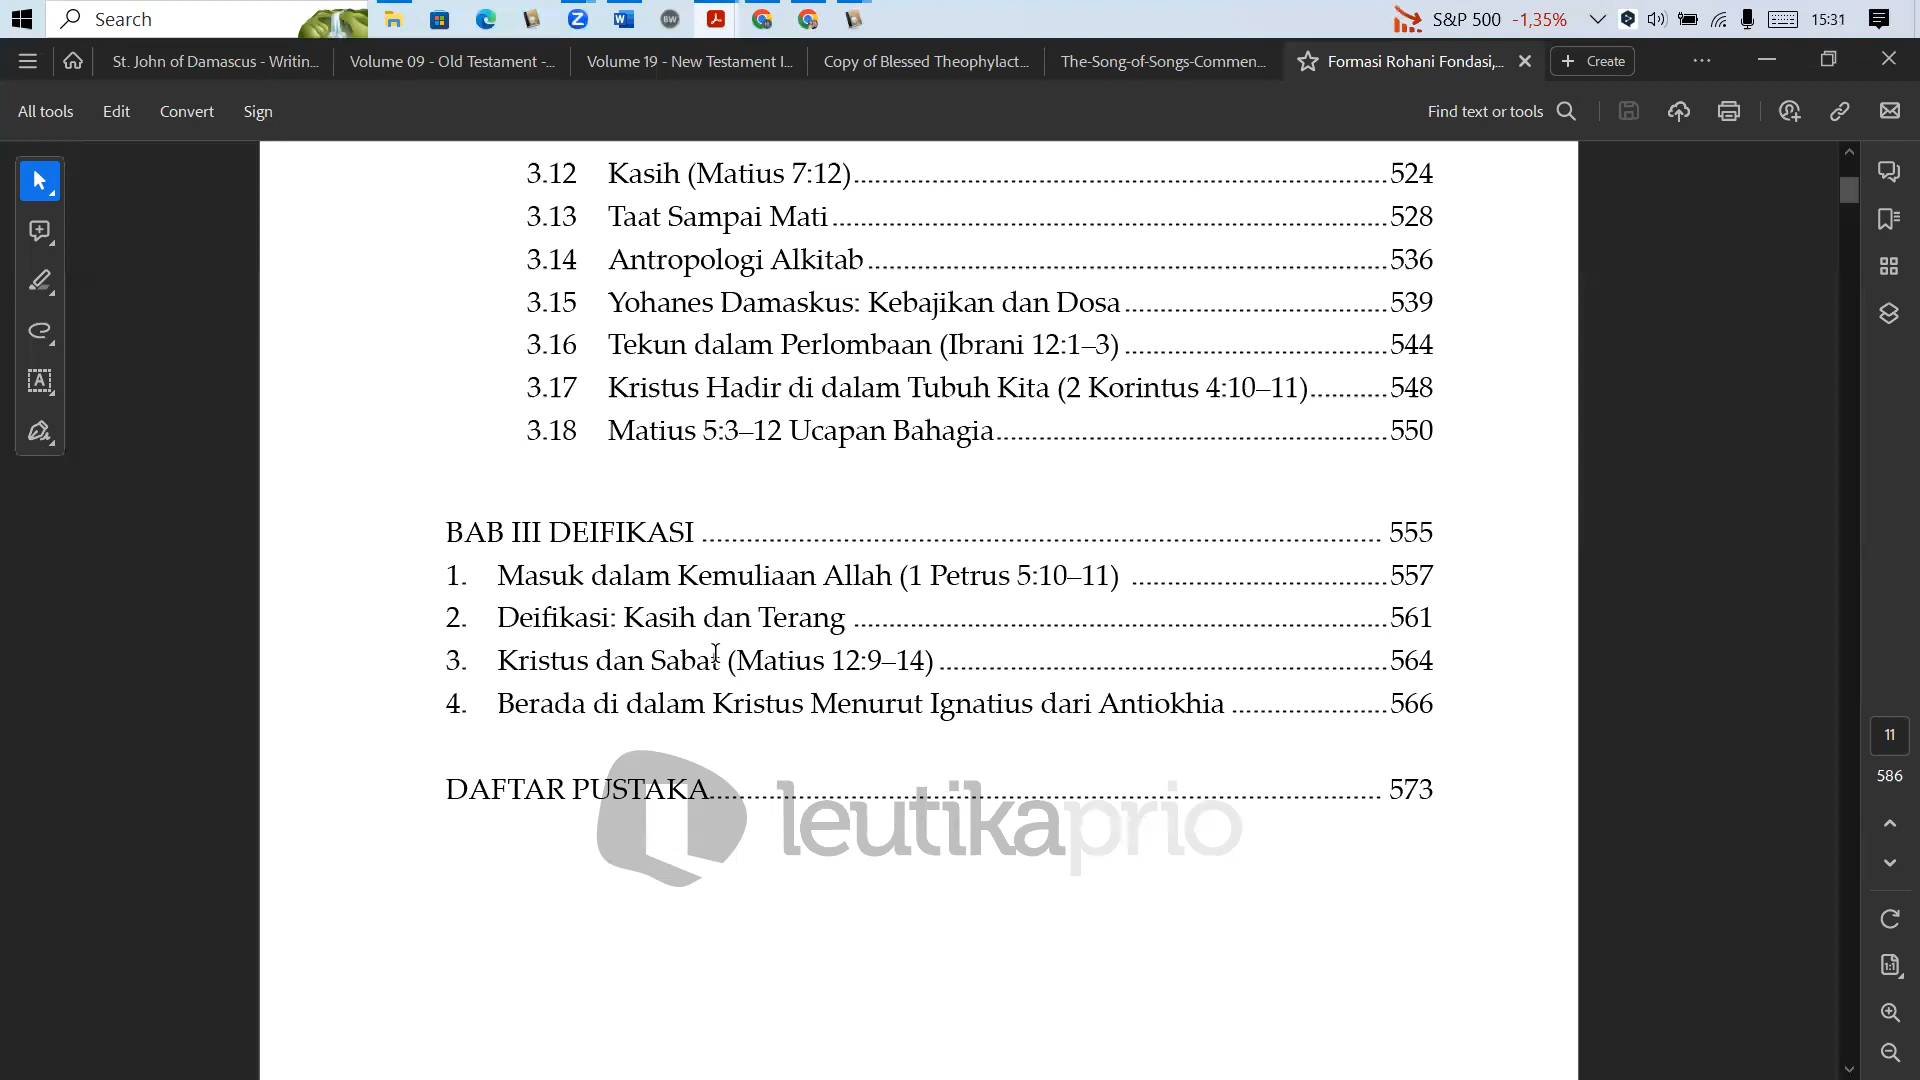 Search
S&P 500 -1,35%
15:31
St. John of Damascus - Writin...
Volume 09 - Old Testament -...
Volume 19 - New Testament I...
Copy of Blessed Theophylact...
The-Song-of-Songs-Commen...
Formasi Rohani Fondasi,...
Create
All tools
Edit
Convert
Sign
Find text or tools
3.12 Kasih (Matius 7:12) 524
3.13 Taat Sampai Mati 528
3.14 Antropologi Alkitab 536
3.15 Yohanes Damaskus: Kebajikan dan Dosa 539
3.16 Tekun dalam Perlombaan (Ibrani 12:1–3) 544
3.17 Kristus Hadir di dalam Tubuh Kita (2 Korintus 4:10–11) 548
3.18 Matius 5:3–12 Ucapan Bahagia 550
BAB III DEIFIKASI 555
1. Masuk dalam Kemuliaan Allah (1 Petrus 5:10–11) 557
2. Deifikasi: Kasih dan Terang 561
3. Kristus dan Sabat (Matius 12:9–14) 564
4. Berada di dalam Kristus Menurut Ignatius dari Antiokhia 566
DAFTAR PUSTAKA 573
leutikaprio
11
586